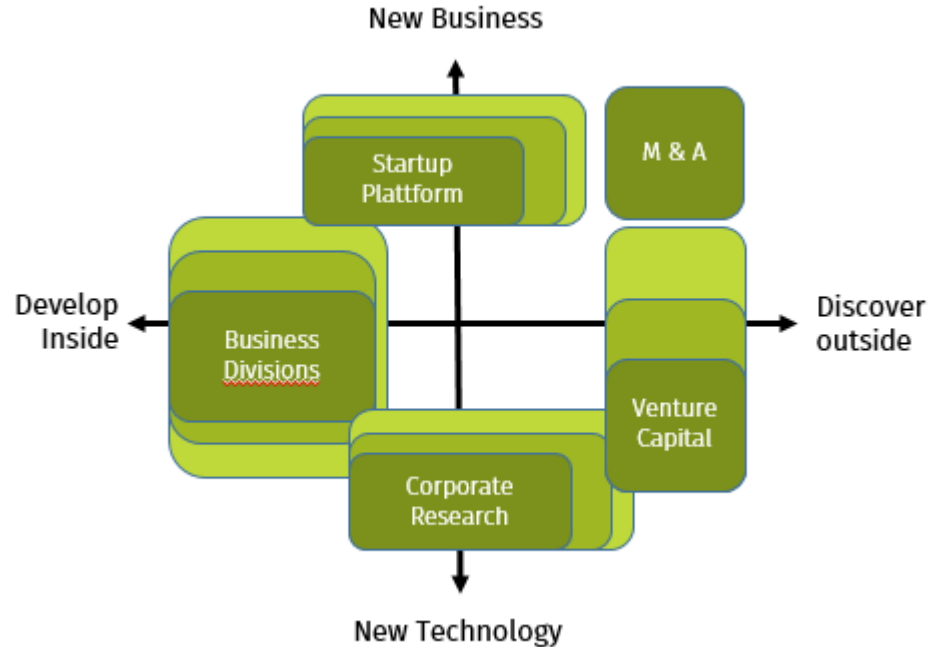 New Business
Startup
Plattform
M & A
Develop
Inside
Business
Divisions
Discover
outside
Venture
Capital
Corporate
Research
New Technology